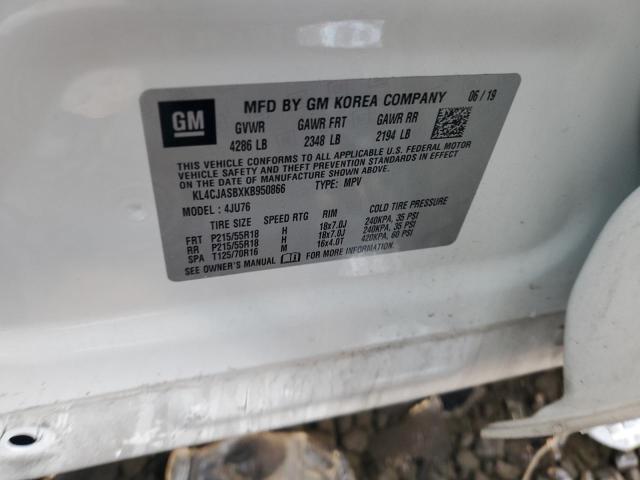 GM MFD BY GM KOREA COMPANY 06/19
GVWR GAWR FRT GAWR RR
4286 LB 2348 LB 2194 LB
THIS VEHICLE CONFORMS TO ALL APPLICABLE U.S. FEDERAL MOTOR
VEHICLE SAFETY AND THEFT PREVENTION STANDARDS IN EFFECT ON
THE DATE OF MANUFACTURE SHOWN ABOVE.
KL4CJASBXKB950866 TYPE: MPV
MODEL: 4JU76
TIRE SIZE SPEED RTG RIM COLD TIRE PRESSURE
FRT P215/55R18 H 18x7.0J 240KPA, 35 PSI
RR P215/55R18 H 18x7.0J 240KPA, 35 PSI
SPA T125/70R16 M 16x4.0T 420KPA, 60 PSI
SEE OWNER'S MANUAL FOR MORE INFORMATION.